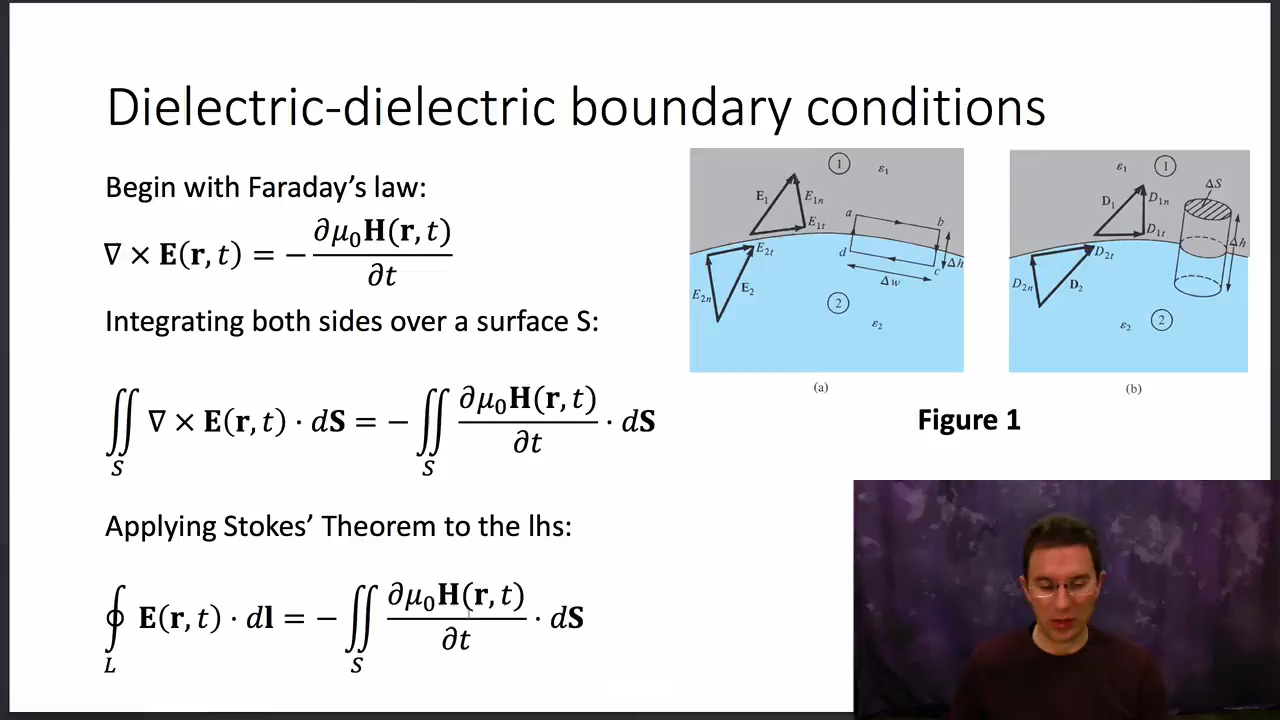 Dielectric-dielectric boundary conditions
Begin with Faraday's law:
∇ × 𝐄(𝐫, t) = − ∂μ₀𝐇(𝐫, t) / ∂t
Integrating both sides over a surface S:
∬_S ∇ × 𝐄(𝐫, t) · d𝐒 = − ∬_S ∂μ₀𝐇(𝐫, t) / ∂t · d𝐒
Applying Stokes' Theorem to the lhs:
∮_L 𝐄(𝐫, t) · d𝐥 = − ∬_S ∂μ₀𝐇(𝐫, t) / ∂t · d𝐒
1 ε₁
E₁ E₁ₙ
E₁ₜ
a b
E₂ₜ
d c
Δh
Δw
E₂ₙ E₂
2
ε₂
(a)
ε₁ 1
ΔS
D₁ D₁ₙ
D₁ₜ
Δh
D₂ₜ
D₂ₙ D₂
ε₂ 2
(b)
Figure 1